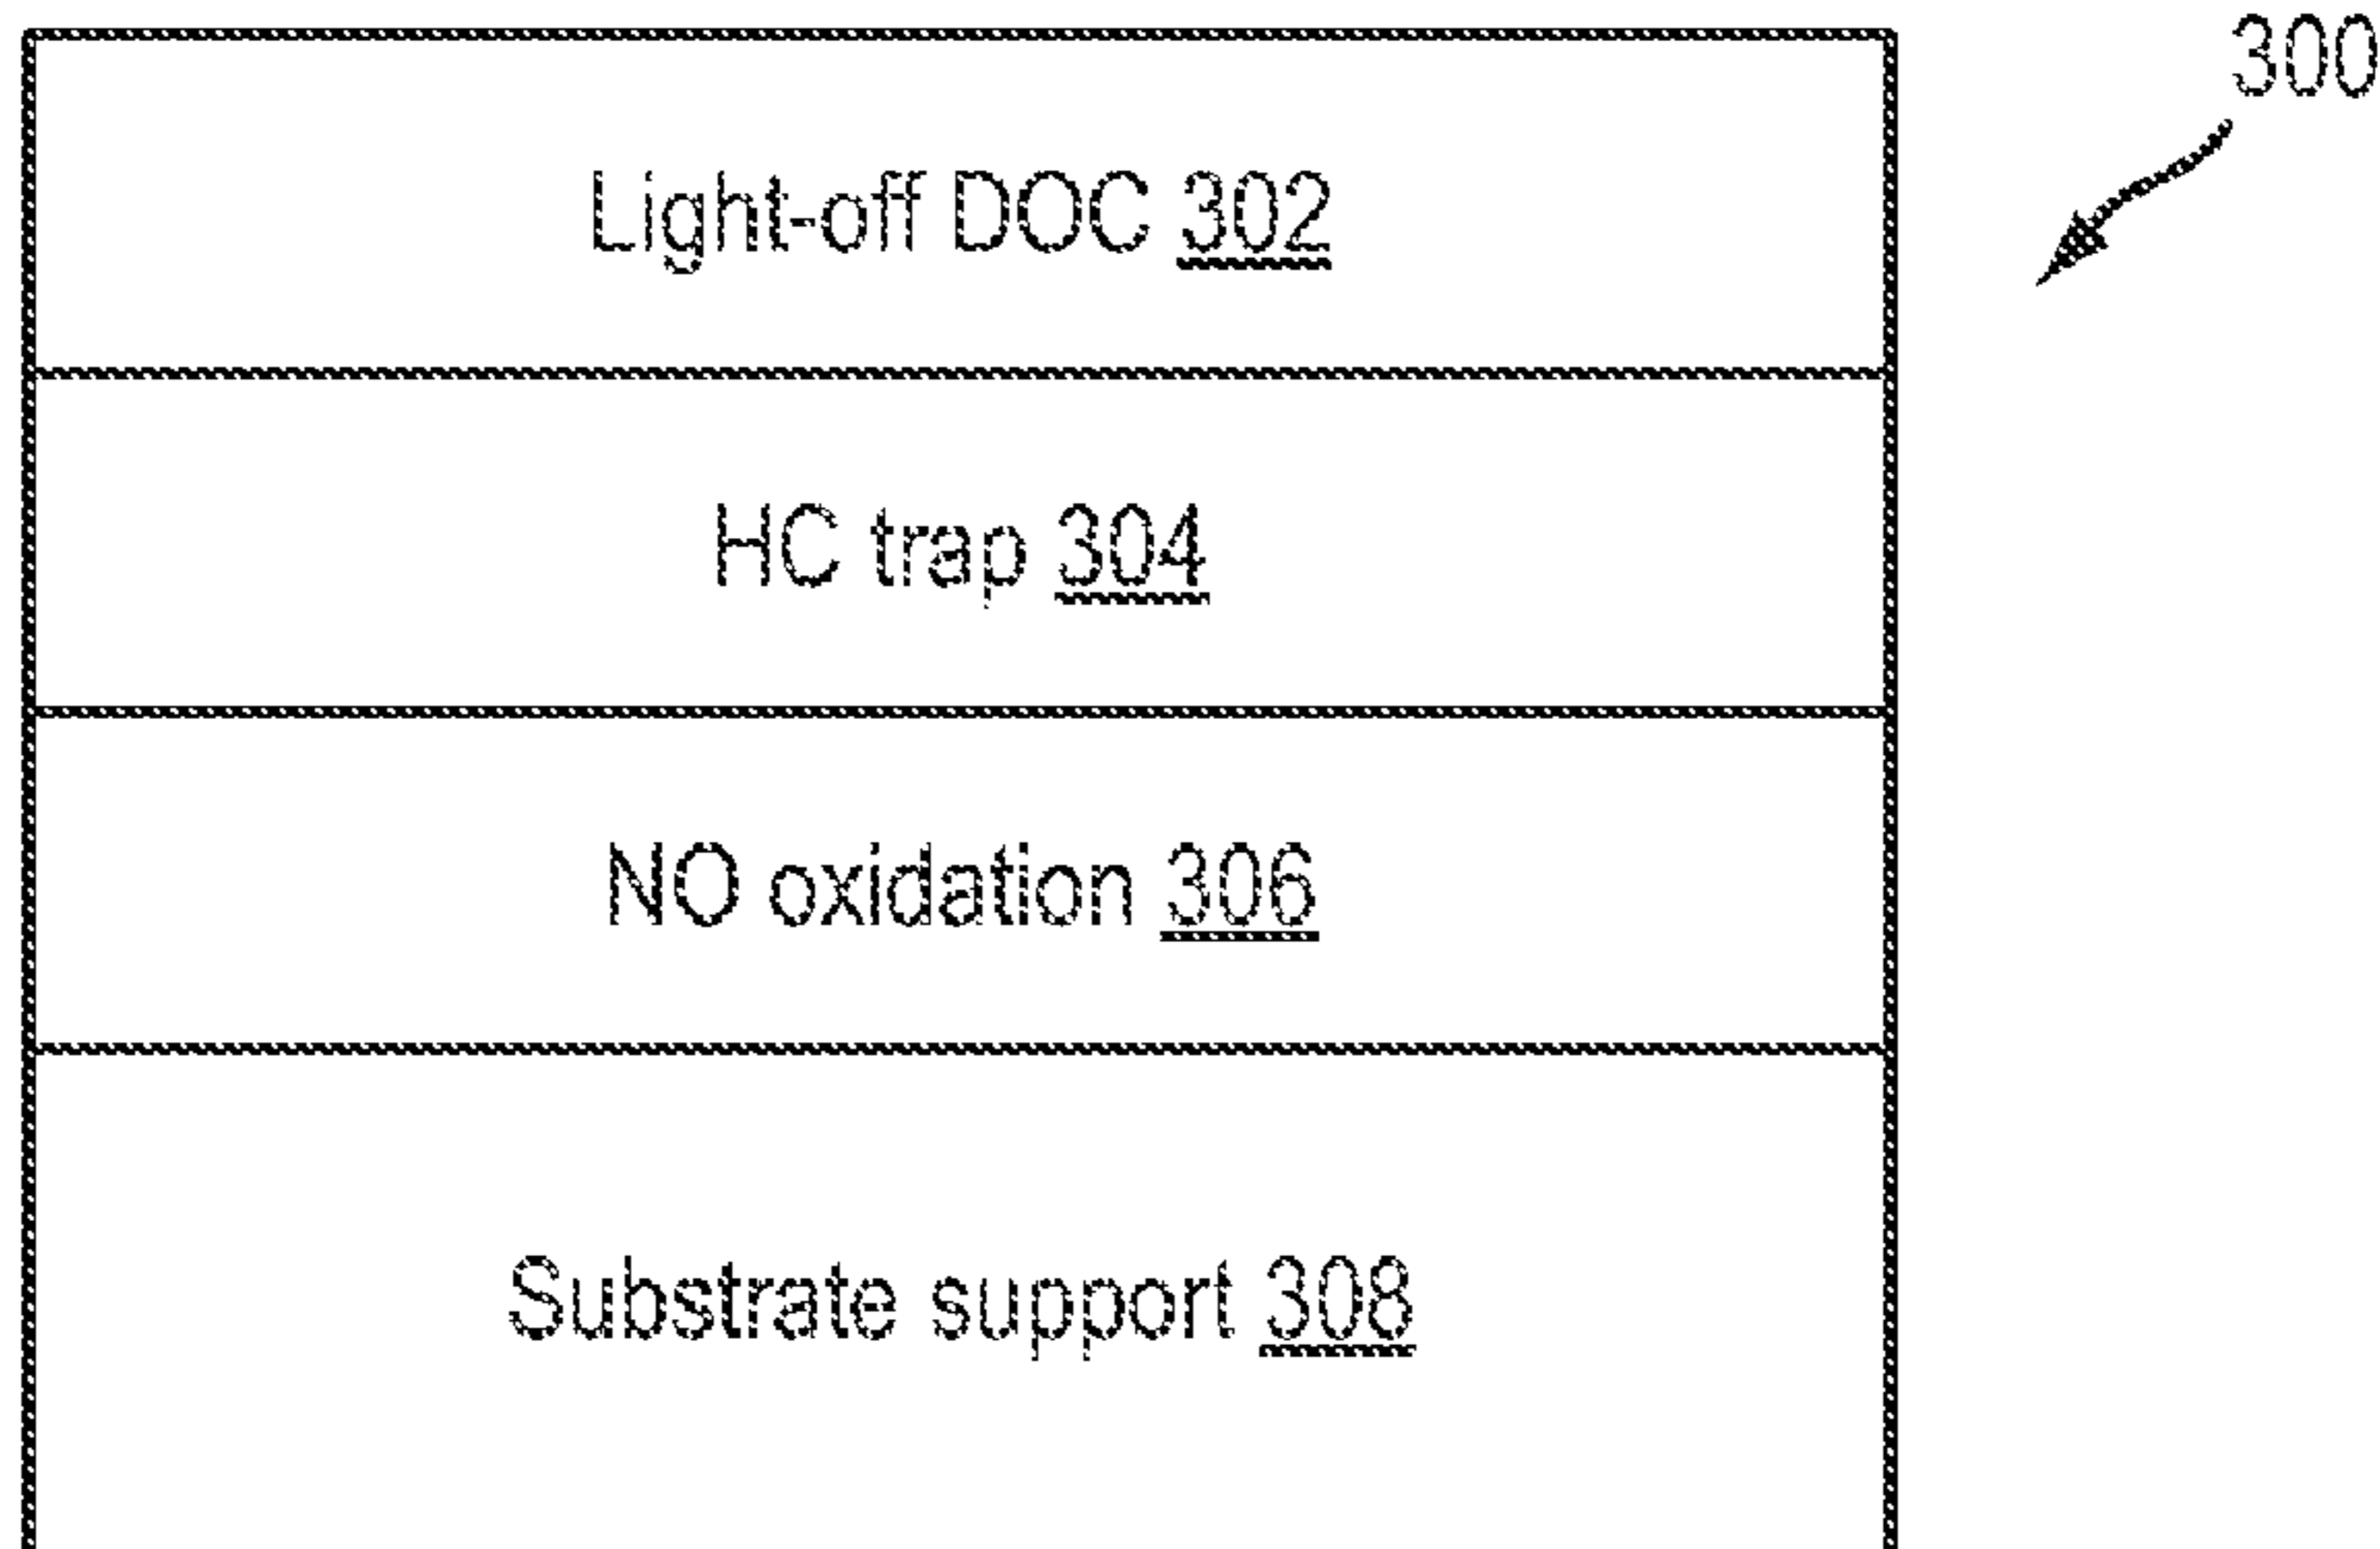 300
Light-off DOC 302
HC trap 304
NO oxidation 306
Substrate support 308